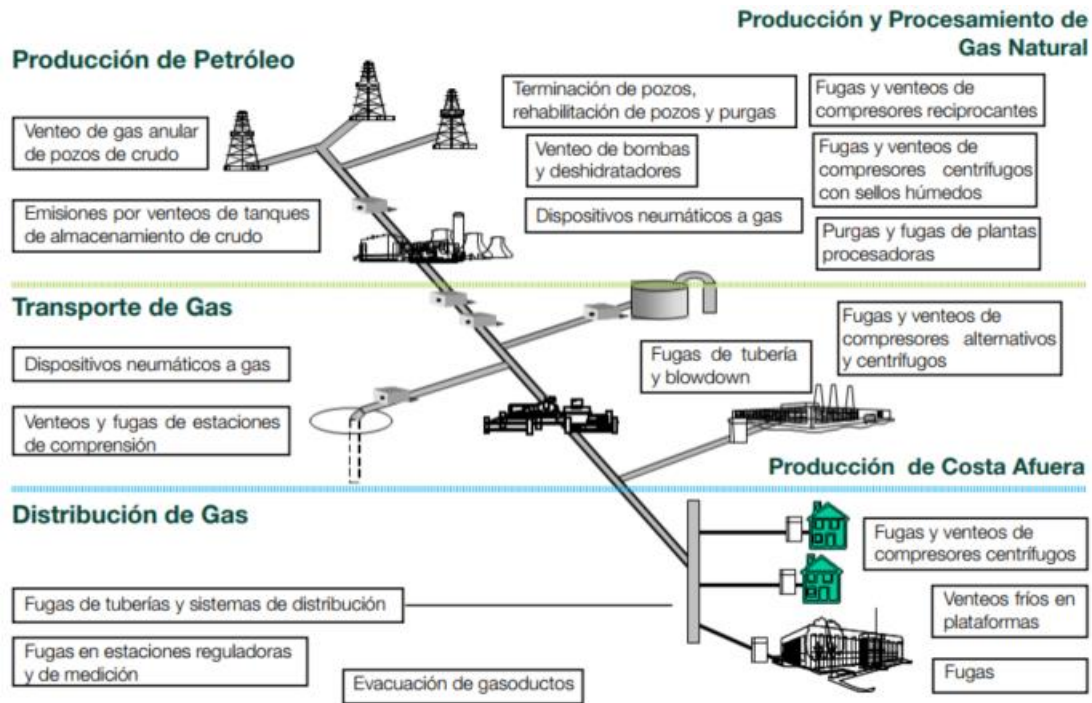 Producción y Procesamiento de
Gas Natural
Producción de Petróleo
Venteo de gas anular
de pozos de crudo
Emisiones por venteos de tanques
de almacenamiento de crudo
Terminación de pozos,
rehabilitación de pozos y purgas
Venteo de bombas
y deshidratadores
Dispositivos neumáticos a gas
Fugas y venteos de
compresores reciprocantes
Fugas y venteos de
compresores centrífugos
con sellos húmedos
Purgas y fugas de plantas
procesadoras
Transporte de Gas
Dispositivos neumáticos a gas
Venteos y fugas de estaciones
de comprensión
Fugas de tubería
y blowdown
Fugas y venteos de
compresores alternativos
y centrífugos
Producción de Costa Afuera
Distribución de Gas
Fugas de tuberías y sistemas de distribución
Fugas en estaciones reguladoras
y de medición
Evacuación de gasoductos
Fugas y venteos de
compresores centrífugos
Venteos fríos en
plataformas
Fugas